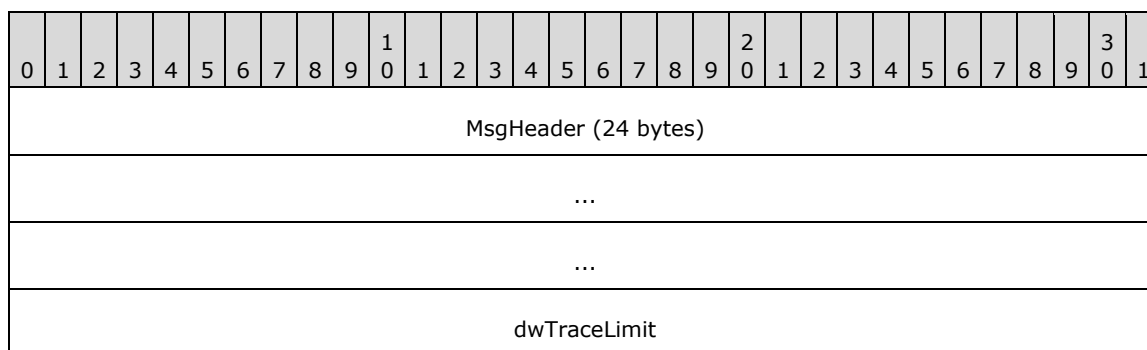 1 2 3
0 1 2 3 4 5 6 7 8 9 0 1 2 3 4 5 6 7 8 9 0 1 2 3 4 5 6 7 8 9 0 1
MsgHeader (24 bytes)
...
...
dwTraceLimit